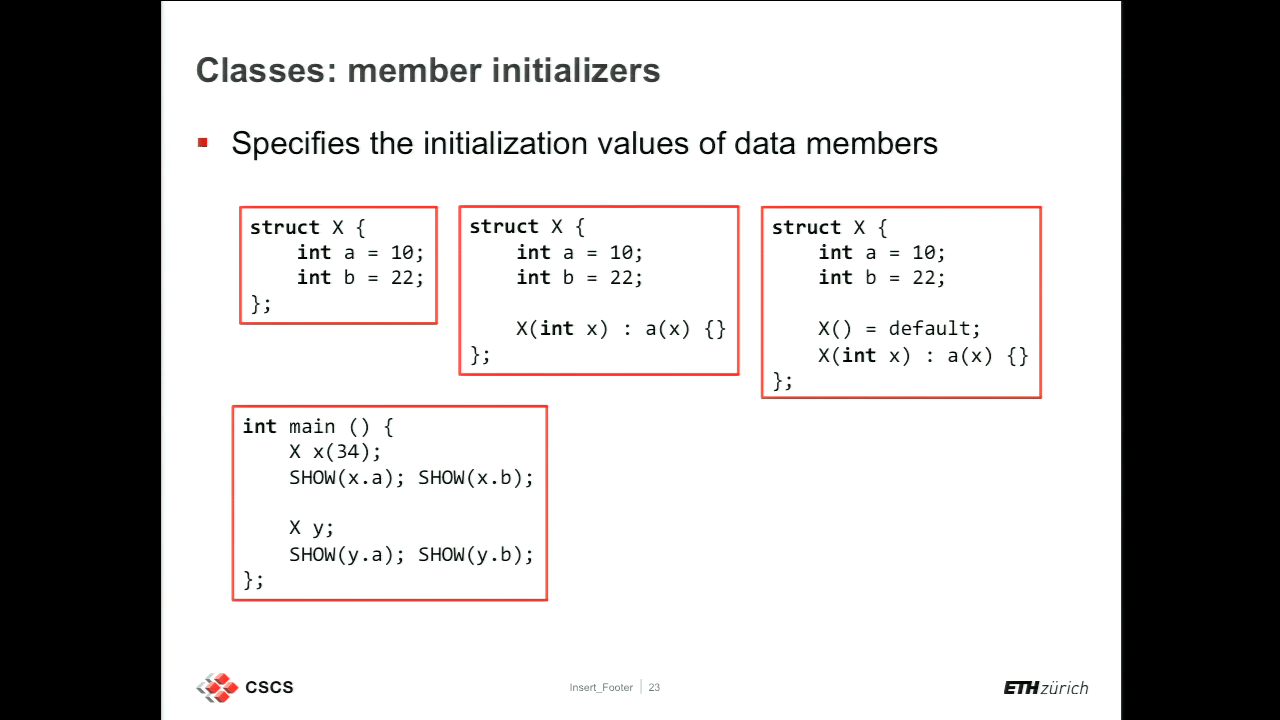 Classes: member initializers
▪ Specifies the initialization values of data members
struct X {
    int a = 10;
    int b = 22;
};
struct X {
    int a = 10;
    int b = 22;

    X(int x) : a(x) {}
};
struct X {
    int a = 10;
    int b = 22;

    X() = default;
    X(int x) : a(x) {}
};
int main () {
    X x(34);
    SHOW(x.a); SHOW(x.b);

    X y;
    SHOW(y.a); SHOW(y.b);
};
CSCS
Insert_Footer | 23
ETH zürich